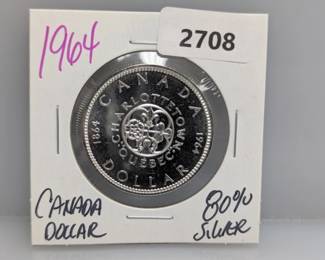 1964
2708
CANADA
CHARLOTTETOWN
QUEBEC
1864
1964
DOLLAR
CANADA
DOLLAR
80%
SILVER